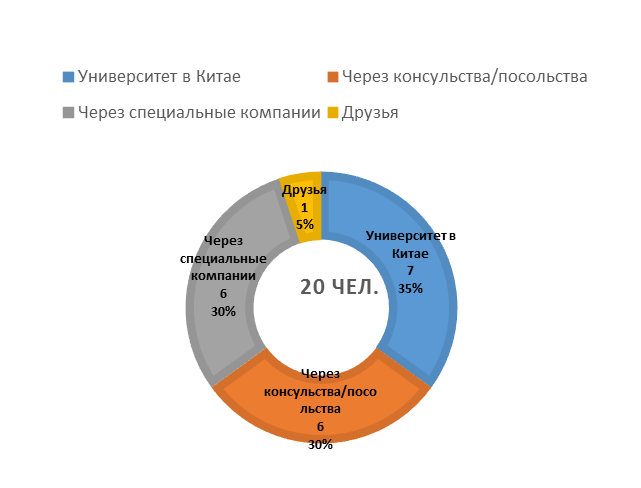 Университет в Китае
Через консульства/посольства
Через специальные компании
Друзья
Друзья
1
5%
Университет в
Китае
7
35%
Через
специальные
компании
6
30%
20 ЧЕЛ.
Через
консульства/посо
льства
6
30%